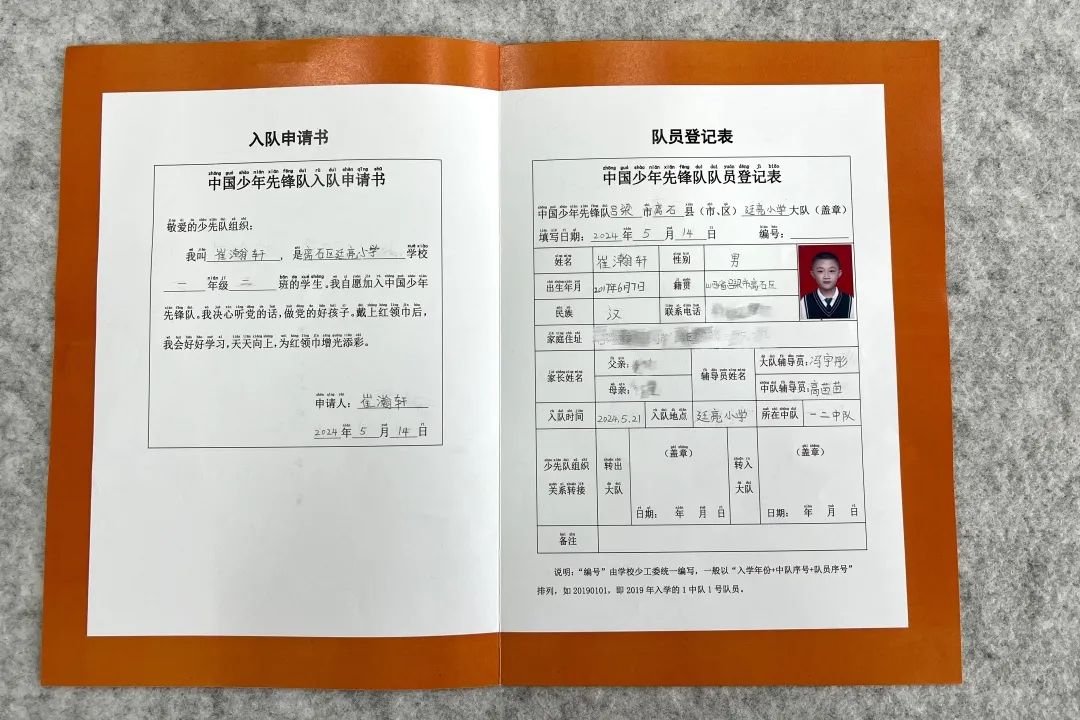 入队申请书
中国少年先锋队入队申请书
敬爱的少先队组织：
我叫 崔瀚轩 ，是离石区廷亮小学 学校
一 年级 二 班的学生。我自愿加入中国少年
先锋队。我决心听党的话，做党的好孩子。戴上红领巾后，
我会好好学习，天天向上，为红领巾增光添彩。
申请人：崔瀚轩
2024年 5 月 14 日
队员登记表
中国少年先锋队队员登记表
中国少年先锋队吕梁市离石县（市、区）廷亮小学大队（盖章）
填写日期：2024年 5 月 14 日 编号：
姓名 崔瀚轩 性别 男
出生年月 2017年6月7日 籍贯 山西省吕梁市离石区
民族 汉 联系电话
家庭住址
家长姓名 父亲： 辅导员姓名 大队辅导员：冯宇彤
母亲： 中队辅导员：高茵茵
入队时间 2024.5.21 入队地点 廷亮小学 所在中队 一二中队
少先队组织关系转接 转出大队 （盖章） 转入大队 （盖章）
日期： 年 月 日 日期： 年 月 日
备注
说明：“编号”由学校少工委统一编写，一般以“入学年份+中队序号+队员序号”
排列，如 20190101，即 2019 年入学的 1 中队 1 号队员。